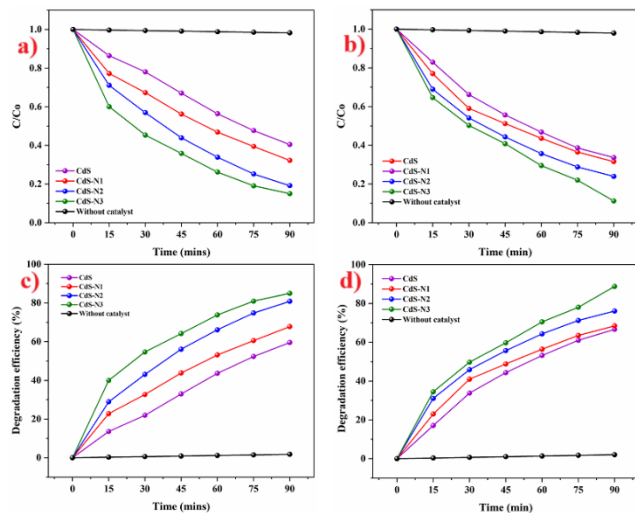 a)
C/Co
1.0
0.8
0.6
0.4
0.2
0.0
CdS
CdS-N1
CdS-N2
CdS-N3
Without catalyst
0 15 30 45 60 75 90
Time (mins)
b)
C/Co
1.0
0.8
0.6
0.4
0.2
0.0
CdS
CdS-N1
CdS-N2
CdS-N3
Without catalyst
0 15 30 45 60 75 90
Time (mins)
c)
Degradation efficiency (%)
100
80
60
40
20
0
CdS
CdS-N1
CdS-N2
CdS-N3
Without catalyst
0 15 30 45 60 75 90
Time (mins)
d)
Degradation efficiency (%)
100
80
60
40
20
0
CdS
CdS-N1
CdS-N2
CdS-N3
Without catalyst
0 15 30 45 60 75 90
Time (min)